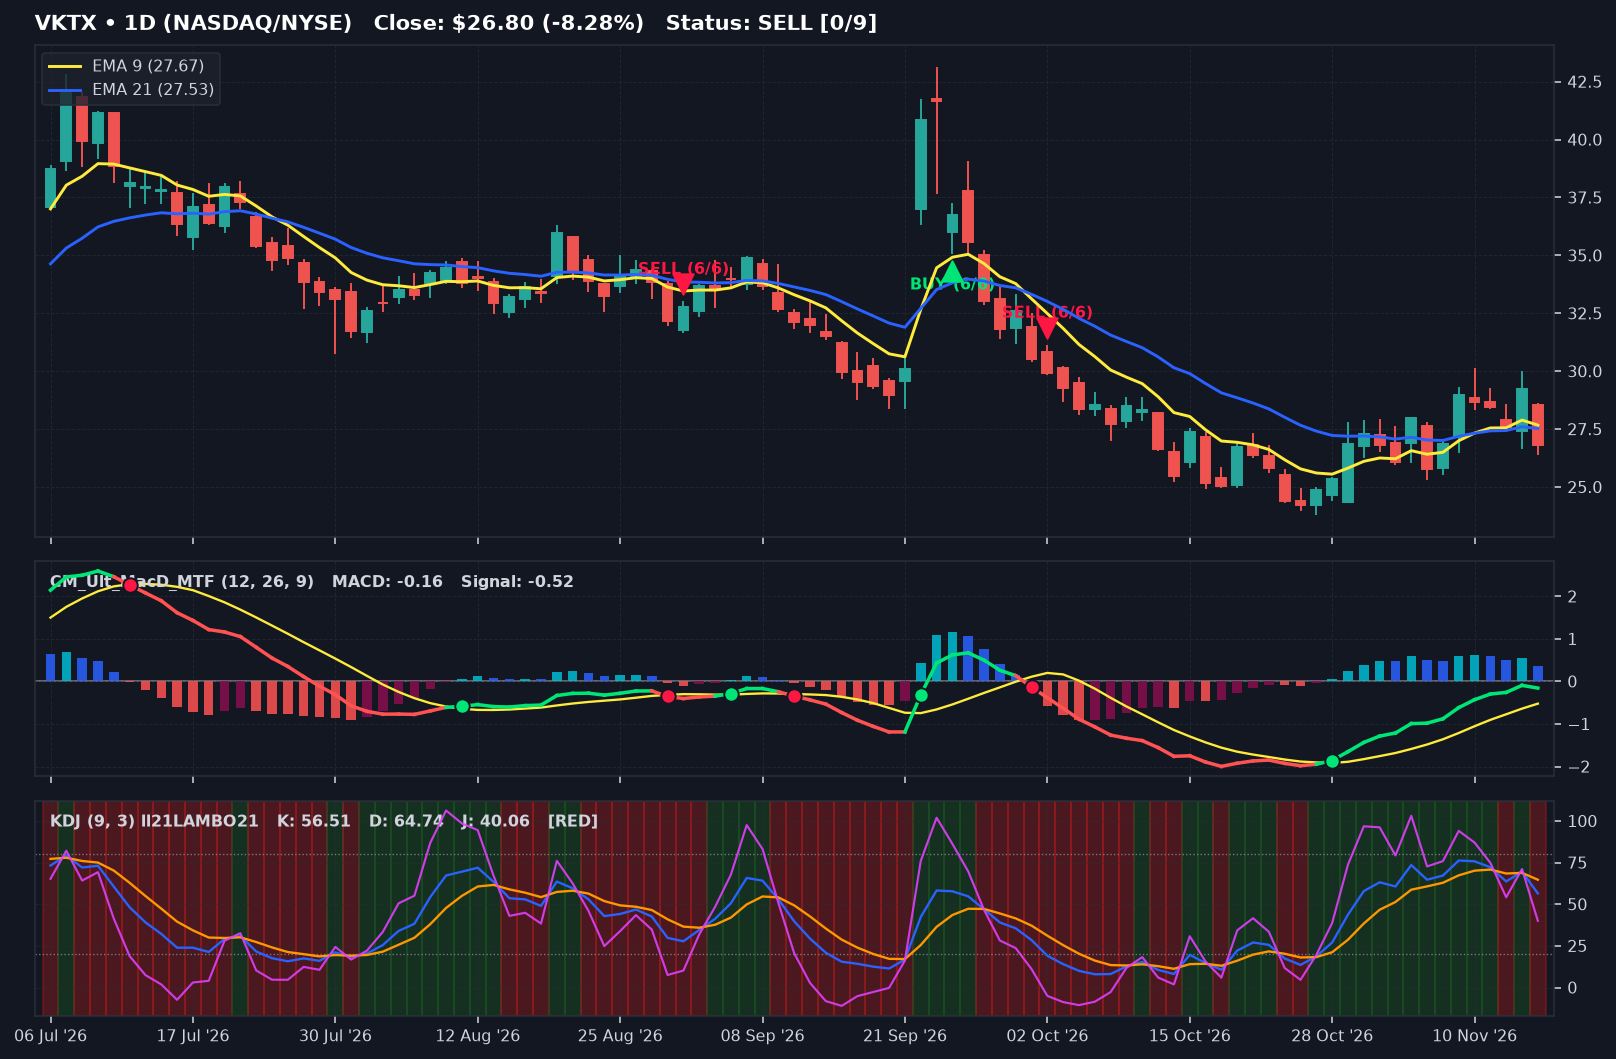 VKTX • 1D (NASDAQ/NYSE)   Close: $26.80 (-8.28%)   Status: SELL [0/9]
EMA 9 (27.67)
EMA 21 (27.53)
42.5
40.0
37.5
35.0
32.5
30.0
27.5
25.0
SELL (6/6)
BUY (6/6)
SELL (6/6)
CM_Ult_MacD_MTF (12, 26, 9)   MACD: -0.16   Signal: -0.52
2
1
0
−1
−2
KDJ (9, 3) II21LAMBO21   K: 56.51   D: 64.74   J: 40.06   [RED]
100
75
50
25
0
06 Jul '26
17 Jul '26
30 Jul '26
12 Aug '26
25 Aug '26
08 Sep '26
21 Sep '26
02 Oct '26
15 Oct '26
28 Oct '26
10 Nov '26